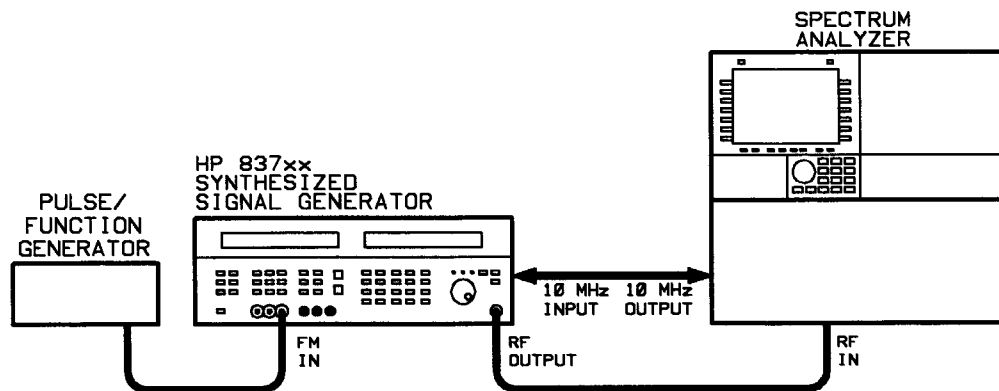 SPECTRUM
ANALYZER
HP 837xx
SYNTHESIZED
SIGNAL GENERATOR
PULSE/
FUNCTION
GENERATOR
10 MHz
INPUT
10 MHz
OUTPUT
FM
IN
RF
OUTPUT
RF
IN